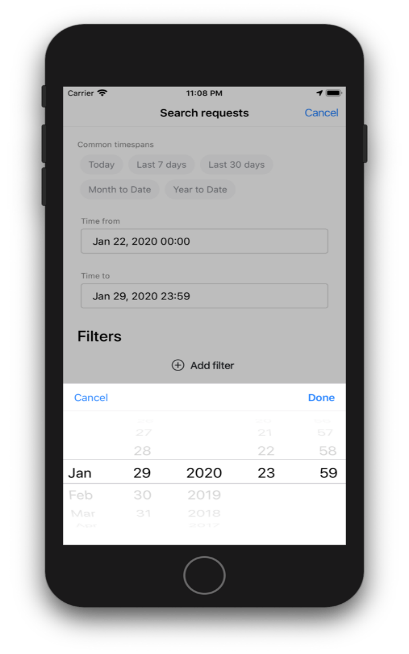 Carrier 11:08 PM
Search requests Cancel
Common timespans
Today Last 7 days Last 30 days
Month to Date Year to Date
Time from
Jan 22, 2020 00:00
Time to
Jan 29, 2020 23:59
Filters
Add filter
Cancel Done
27 21 57
28 22 58
Jan 29 2020 23 59
Feb 30 2019
Mar 31 2018